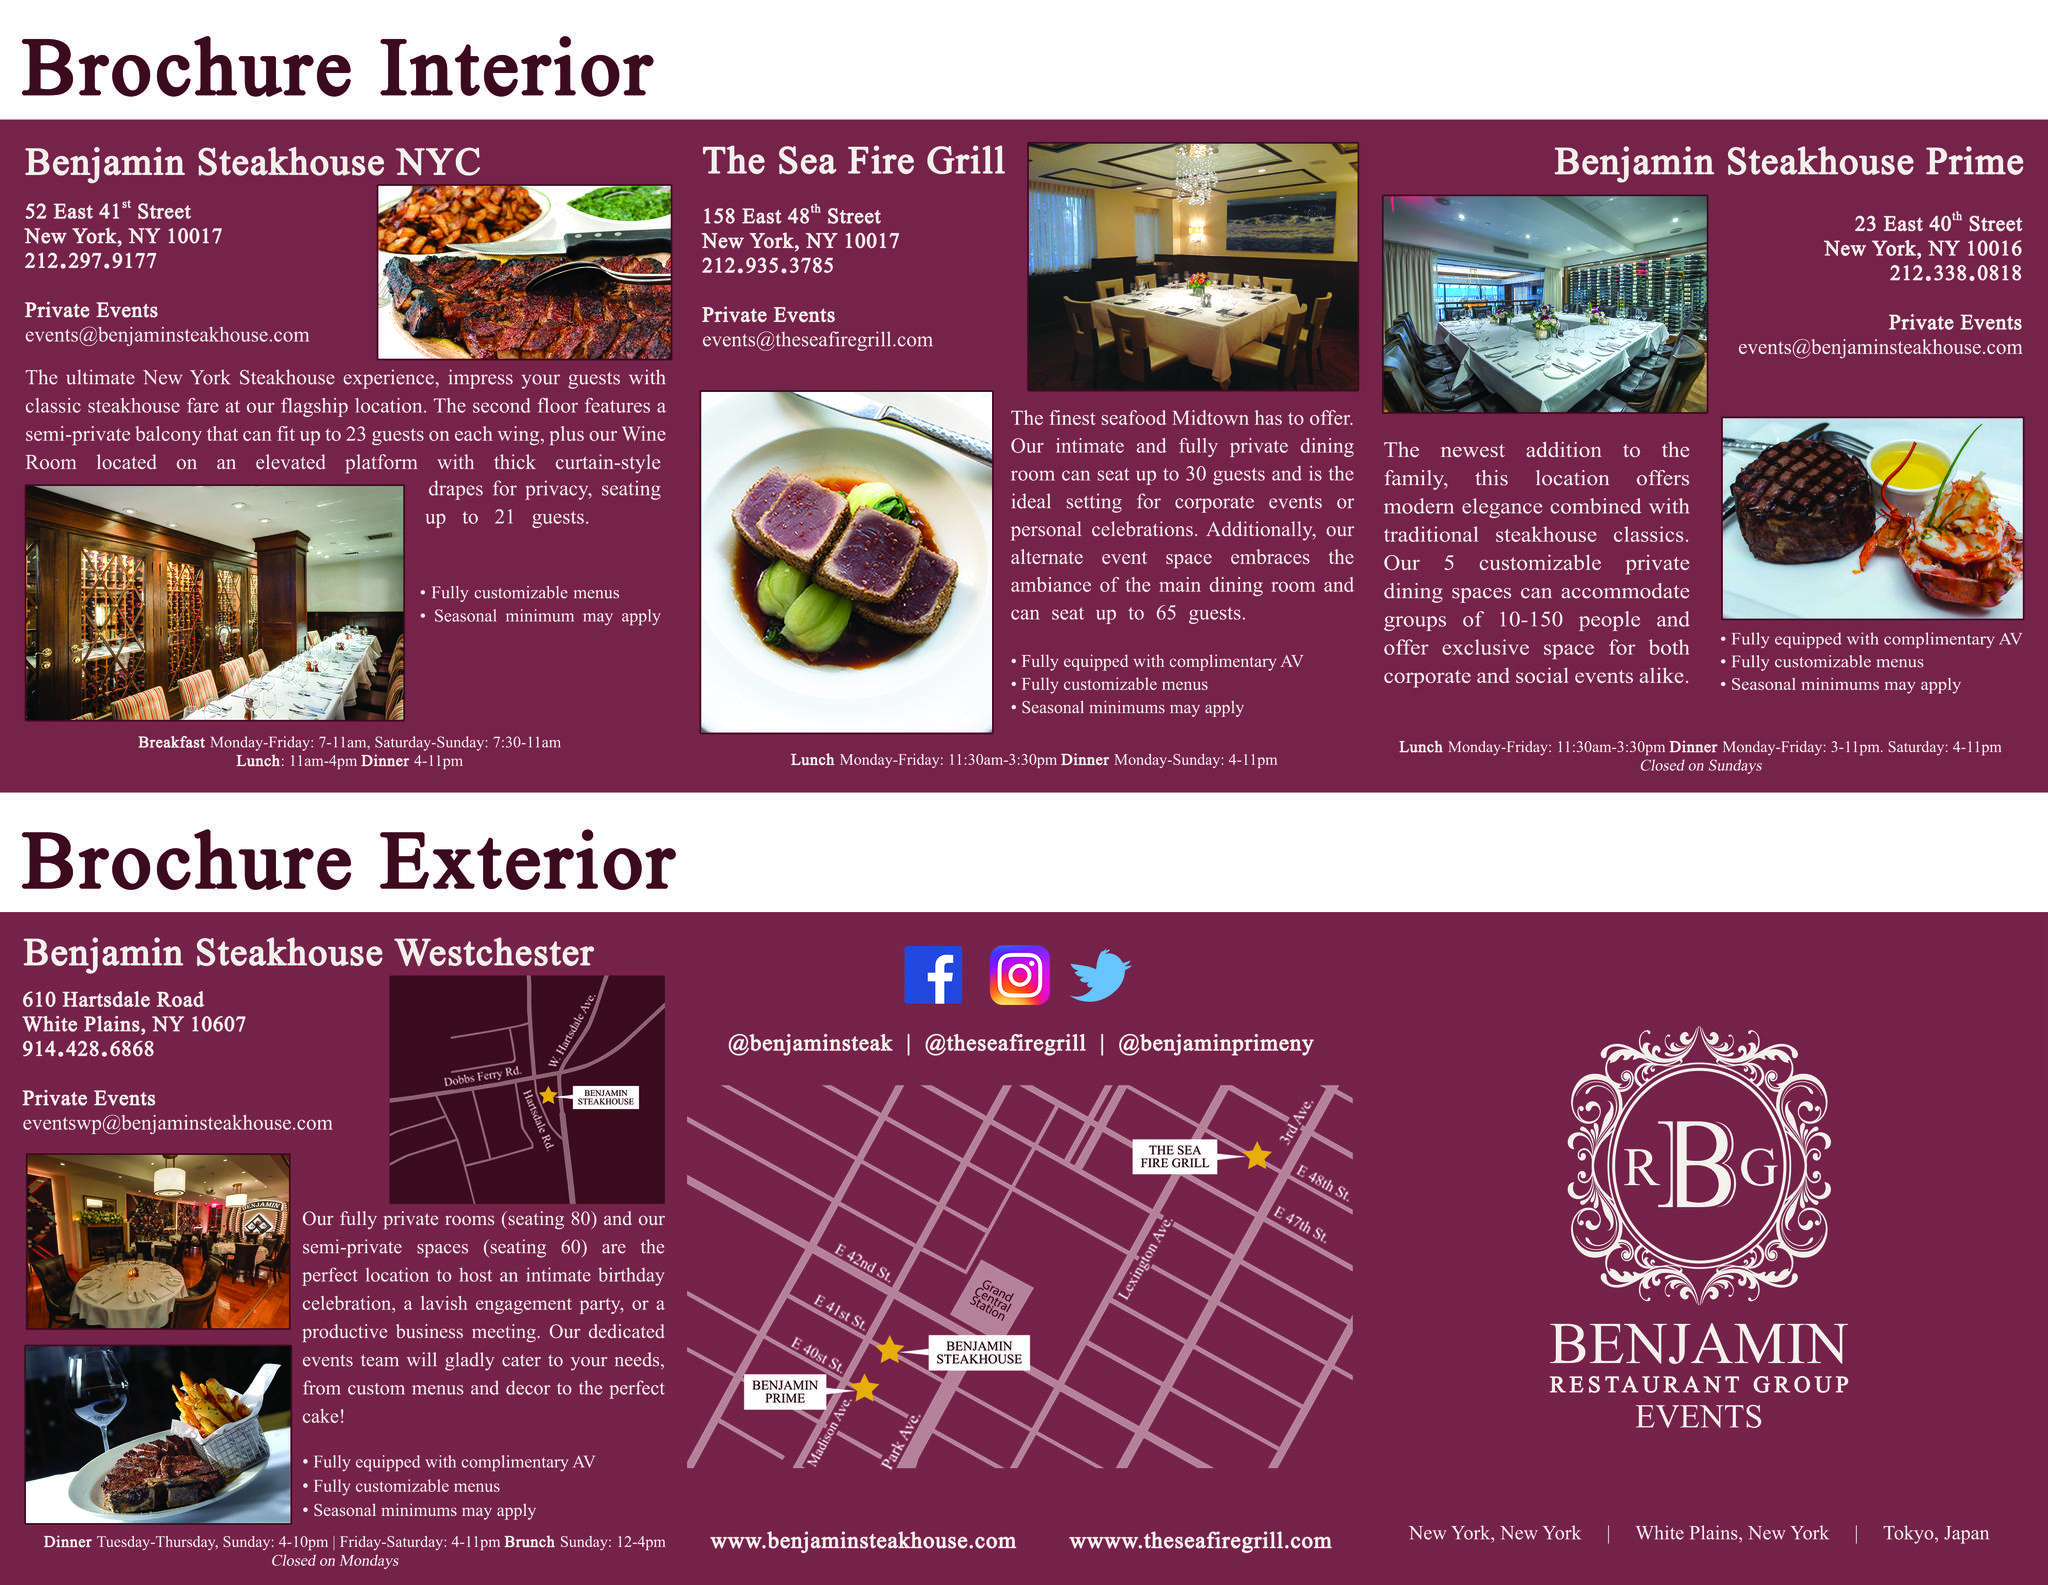 Brochure Interior
Benjamin Steakhouse NYC
52 East 41st Street
New York, NY 10017
212.297.9177
Private Events
events@benjaminsteakhouse.com
The ultimate New York Steakhouse experience, impress your guests with
classic steakhouse fare at our flagship location. The second floor features a
semi-private balcony that can fit up to 23 guests on each wing, plus our Wine
Room located on an elevated platform with thick curtain-style
drapes for privacy, seating
up to 21 guests.
• Fully customizable menus
• Seasonal minimum may apply
Breakfast Monday-Friday: 7-11am, Saturday-Sunday: 7:30-11am
Lunch: 11am-4pm Dinner 4-11pm
The Sea Fire Grill
158 East 48th Street
New York, NY 10017
212.935.3785
Private Events
events@theseafiregrill.com
The finest seafood Midtown has to offer.
Our intimate and fully private dining
room can seat up to 30 guests and is the
ideal setting for corporate events or
personal celebrations. Additionally, our
alternate event space embraces the
ambiance of the main dining room and
can seat up to 65 guests.
• Fully equipped with complimentary AV
• Fully customizable menus
• Seasonal minimums may apply
Lunch Monday-Friday: 11:30am-3:30pm Dinner Monday-Sunday: 4-11pm
Benjamin Steakhouse Prime
23 East 40th Street
New York, NY 10016
212.338.0818
Private Events
events@benjaminsteakhouse.com
The newest addition to the
family, this location offers
modern elegance combined with
traditional steakhouse classics.
Our 5 customizable private
dining spaces can accommodate
groups of 10-150 people and
offer exclusive space for both
corporate and social events alike.
• Fully equipped with complimentary AV
• Fully customizable menus
• Seasonal minimums may apply
Lunch Monday-Friday: 11:30am-3:30pm Dinner Monday-Friday: 3-11pm. Saturday: 4-11pm
Closed on Sundays
Brochure Exterior
Benjamin Steakhouse Westchester
610 Hartsdale Road
White Plains, NY 10607
914.428.6868
Private Events
eventswp@benjaminsteakhouse.com
W. Hartsdale Ave.
Dobbs Ferry Rd.
Hartsdale Rd.
BENJAMIN
STEAKHOUSE
BENJAMIN
Our fully private rooms (seating 80) and our
semi-private spaces (seating 60) are the
perfect location to host an intimate birthday
celebration, a lavish engagement party, or a
productive business meeting. Our dedicated
events team will gladly cater to your needs,
from custom menus and decor to the perfect
cake!
• Fully equipped with complimentary AV
• Fully customizable menus
• Seasonal minimums may apply
Dinner Tuesday-Thursday, Sunday: 4-10pm | Friday-Saturday: 4-11pm Brunch Sunday: 12-4pm
Closed on Mondays
@benjaminsteak | @theseafiregrill | @benjaminprimeny
3rd Ave.
THE SEA
FIRE GRILL
E 48th St.
E 47th St.
Lexington Ave.
E 42nd St.
Grand
Central
Station
E 41st St.
E 40st St.
BENJAMIN
STEAKHOUSE
BENJAMIN
PRIME
Madison Ave.
Park Ave.
www.benjaminsteakhouse.com wwww.theseafiregrill.com
R B G
BENJAMIN
RESTAURANT GROUP
EVENTS
New York, New York | White Plains, New York | Tokyo, Japan